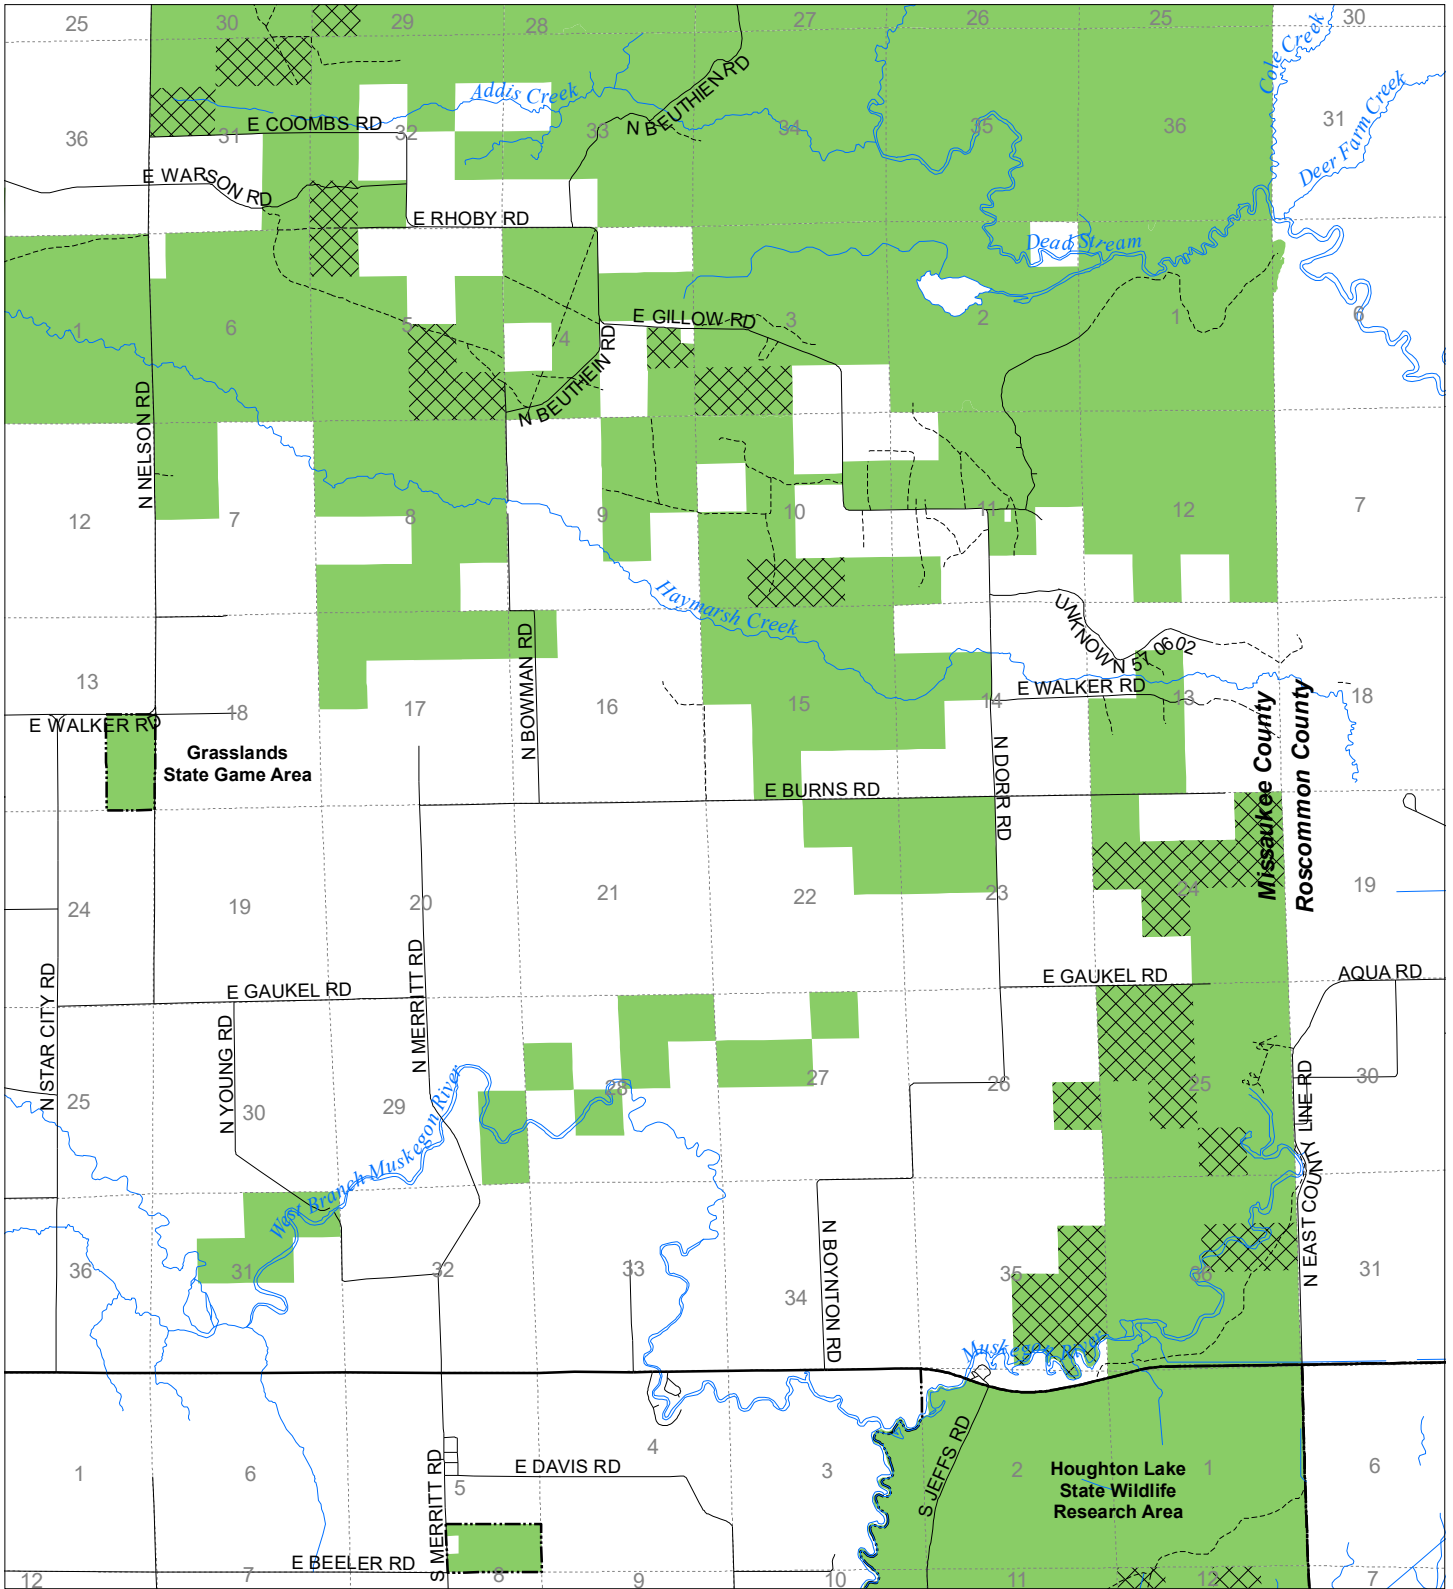 25
30
29
28
27
26
25
30
Cole Creek
Addis Creek
N BEUTHIEN RD
Deer Farm Creek
36
31
E COOMBS RD
32
33
34
35
36
31
E WARSON RD
E RHOBY RD
Dead Stream
1
6
5
4
E GILLOW RD
3
2
1
6
N BEUTHEIN RD
N NELSON RD
12
7
8
9
10
11
12
7
Haymarsh Creek
UNKNOWN 57 06 02
N BOWMAN RD
13
18
17
16
15
14
E WALKER RD
13
18
E WALKER RD
Grasslands
State Game Area
N DORR RD
Missaukee County
Roscommon County
E BURNS RD
24
19
20
21
22
23
24
19
N STAR CITY RD
E GAUKEL RD
N MERRITT RD
E GAUKEL RD
AQUA RD
N YOUNG RD
25
30
29
28
27
26
25
30
West Branch Muskegon River
N EAST COUNTY LINE RD
N BOYNTON RD
36
31
32
33
34
35
36
31
Muskegon River
1
6
S MERRITT RD
5
4
E DAVIS RD
3
S JEFFS RD
2
Houghton Lake
State Wildlife
Research Area
1
6
12
7
E BEELER RD
8
9
10
11
12
7